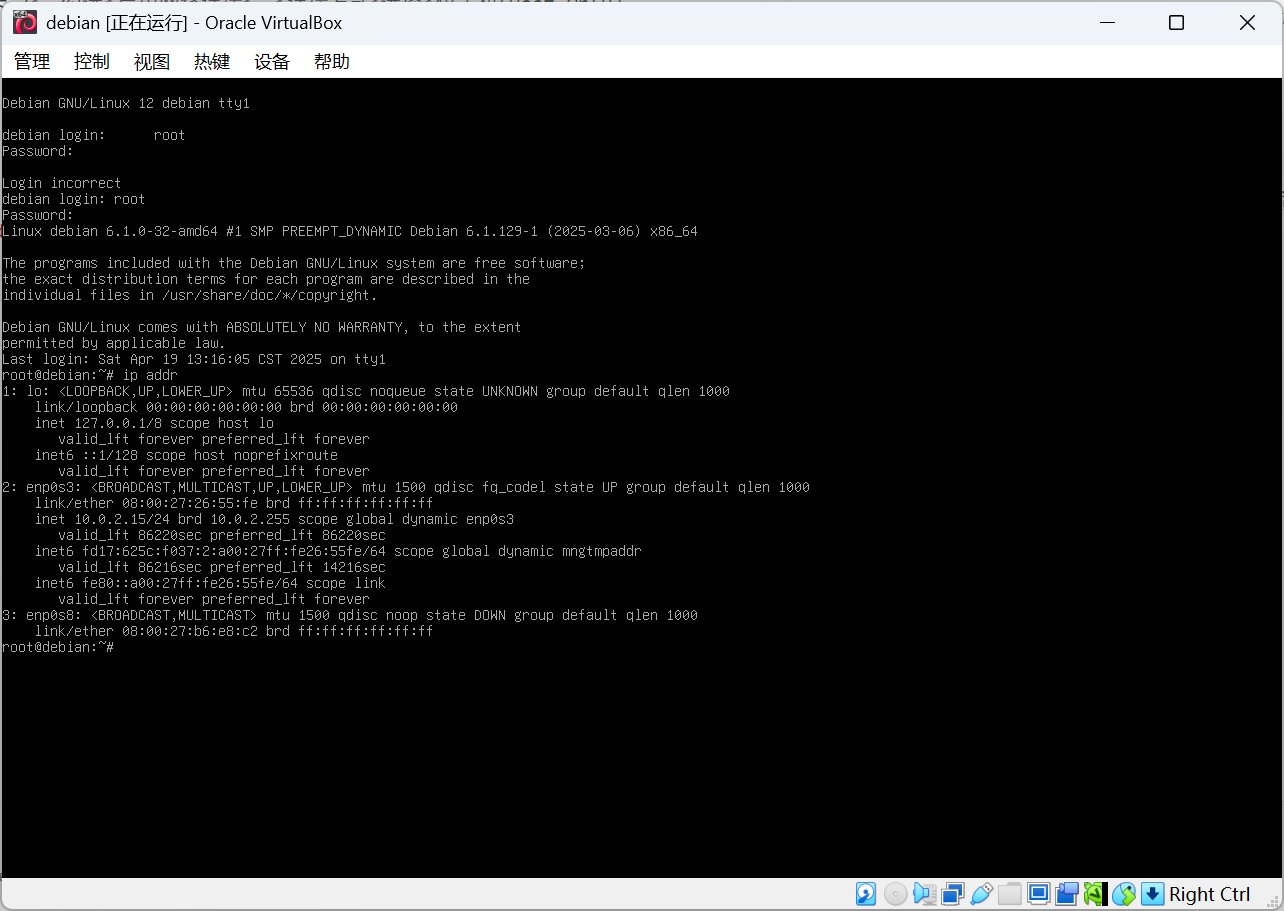 debian [正在运行] - Oracle VirtualBox
管理 控制 视图 热键 设备 帮助
Debian GNU/Linux 12 debian tty1
debian login:      root
Password:
Login incorrect
debian login: root
Password:
Linux debian 6.1.0-32-amd64 #1 SMP PREEMPT_DYNAMIC Debian 6.1.129-1 (2025-03-06) x86_64
The programs included with the Debian GNU/Linux system are free software;
the exact distribution terms for each program are described in the
individual files in /usr/share/doc/*/copyright.
Debian GNU/Linux comes with ABSOLUTELY NO WARRANTY, to the extent
permitted by applicable law.
Last login: Sat Apr 19 13:16:05 CST 2025 on tty1
root@debian:~# ip addr
1: lo: <LOOPBACK,UP,LOWER_UP> mtu 65536 qdisc noqueue state UNKNOWN group default qlen 1000
    link/loopback 00:00:00:00:00:00 brd 00:00:00:00:00:00
    inet 127.0.0.1/8 scope host lo
       valid_lft forever preferred_lft forever
    inet6 ::1/128 scope host noprefixroute
       valid_lft forever preferred_lft forever
2: enp0s3: <BROADCAST,MULTICAST,UP,LOWER_UP> mtu 1500 qdisc fq_codel state UP group default qlen 1000
    link/ether 08:00:27:26:55:fe brd ff:ff:ff:ff:ff:ff
    inet 10.0.2.15/24 brd 10.0.2.255 scope global dynamic enp0s3
       valid_lft 86220sec preferred_lft 86220sec
    inet6 fd17:625c:f037:2:a00:27ff:fe26:55fe/64 scope global dynamic mngtmpaddr
       valid_lft 86216sec preferred_lft 14216sec
    inet6 fe80::a00:27ff:fe26:55fe/64 scope link
       valid_lft forever preferred_lft forever
3: enp0s8: <BROADCAST,MULTICAST> mtu 1500 qdisc noop state DOWN group default qlen 1000
    link/ether 08:00:27:b6:e8:c2 brd ff:ff:ff:ff:ff:ff
root@debian:~#
Right Ctrl